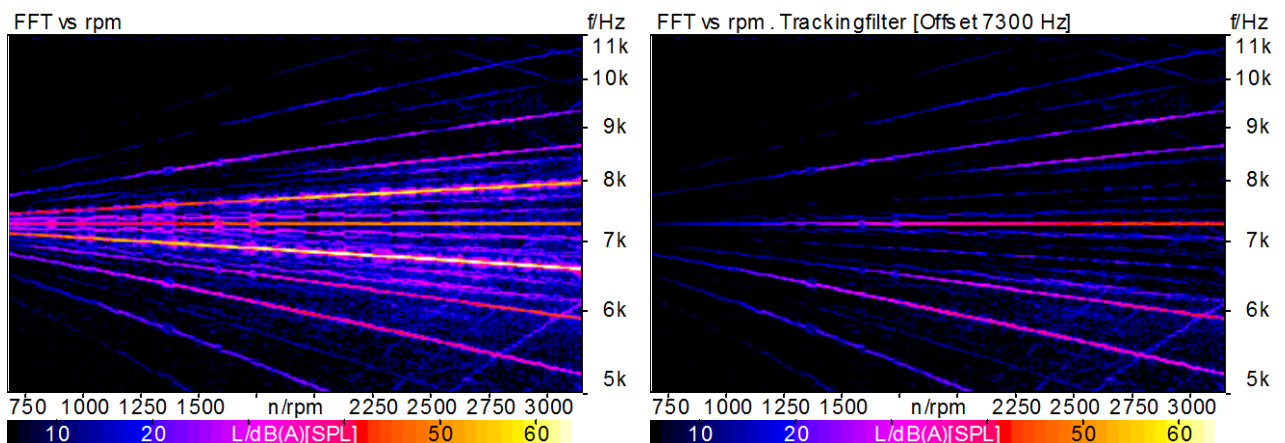 FFT vs rpm f/Hz
11k
10k
9k
8k
7k
6k
5k
750 1000 1250 1500 n/rpm 2250 2500 2750 3000
10 20 L/dB(A)[SPL] 50 60
FFT vs rpm . Trackingfilter [Offset 7300 Hz] f/Hz
11k
10k
9k
8k
7k
6k
5k
750 1000 1250 1500 n/rpm 2250 2500 2750 3000
10 20 L/dB(A)[SPL] 50 60